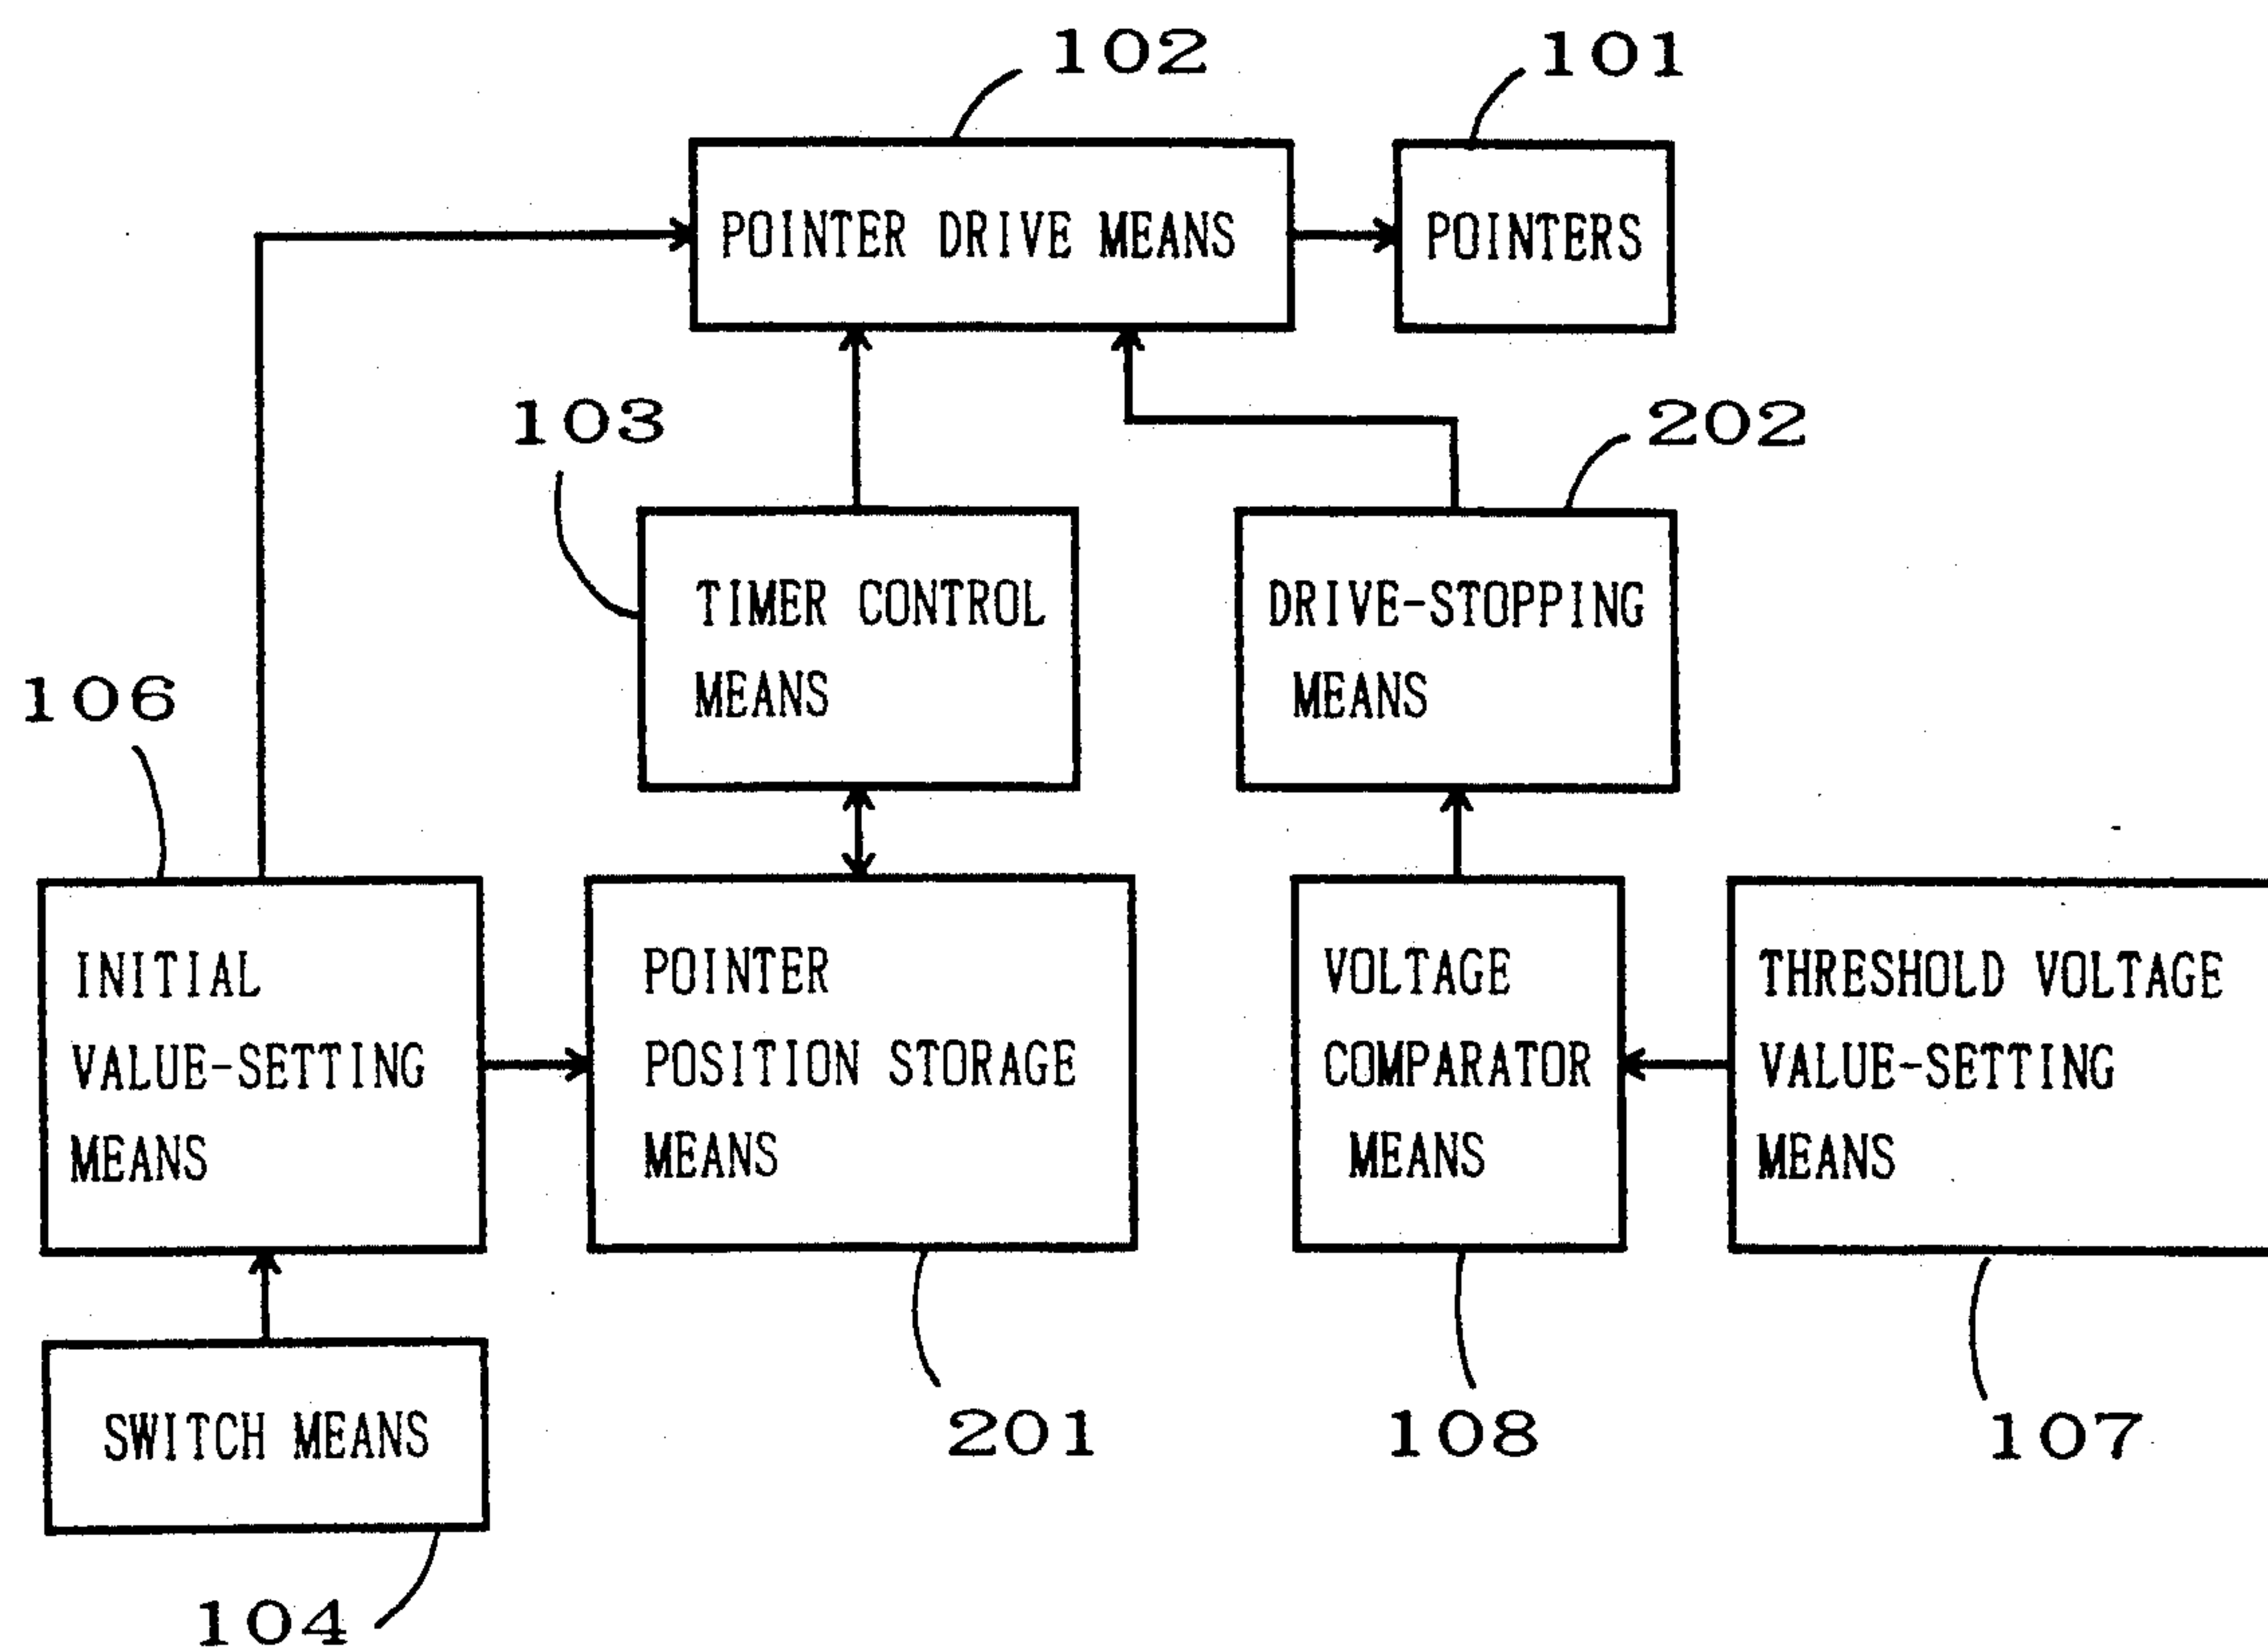 102
101
POINTER DRIVE MEANS
POINTERS
103
202
TIMER CONTROL
MEANS
DRIVE-STOPPING
MEANS
106
INITIAL
VALUE-SETTING
MEANS
POINTER
POSITION STORAGE
MEANS
VOLTAGE
COMPARATOR
MEANS
THRESHOLD VOLTAGE
VALUE-SETTING
MEANS
SWITCH MEANS
201
108
107
104